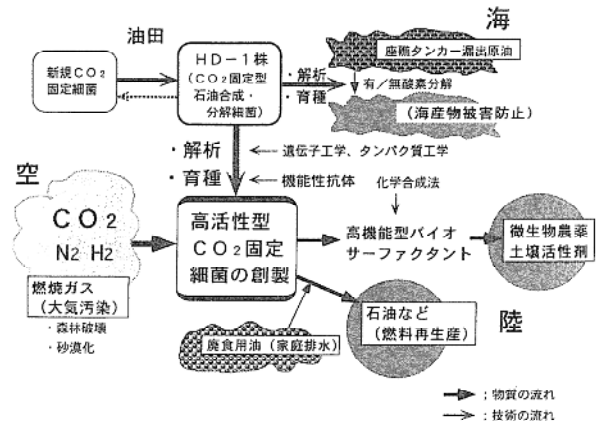 海
油田
新規CO2
固定細菌
HD-1株
(CO2固定型
石油合成・
分解細菌)
・解析
・育種
座礁タンカー漏出原油
有/無酸素分解
(海産物被害防止)
・解析
・育種
遺伝子工学、タンパク質工学
機能性抗体
化学合成法
空
CO2
N2 H2
燃焼ガス
(大気汚染)
・森林破壊
・砂漠化
高活性型
CO2固定
細菌の創製
高機能型バイオ
サーファクタント
微生物農薬
土壌活性剤
陸
石油など
(燃料再生産)
廃食用油(家庭排水)
;物質の流れ
;技術の流れ